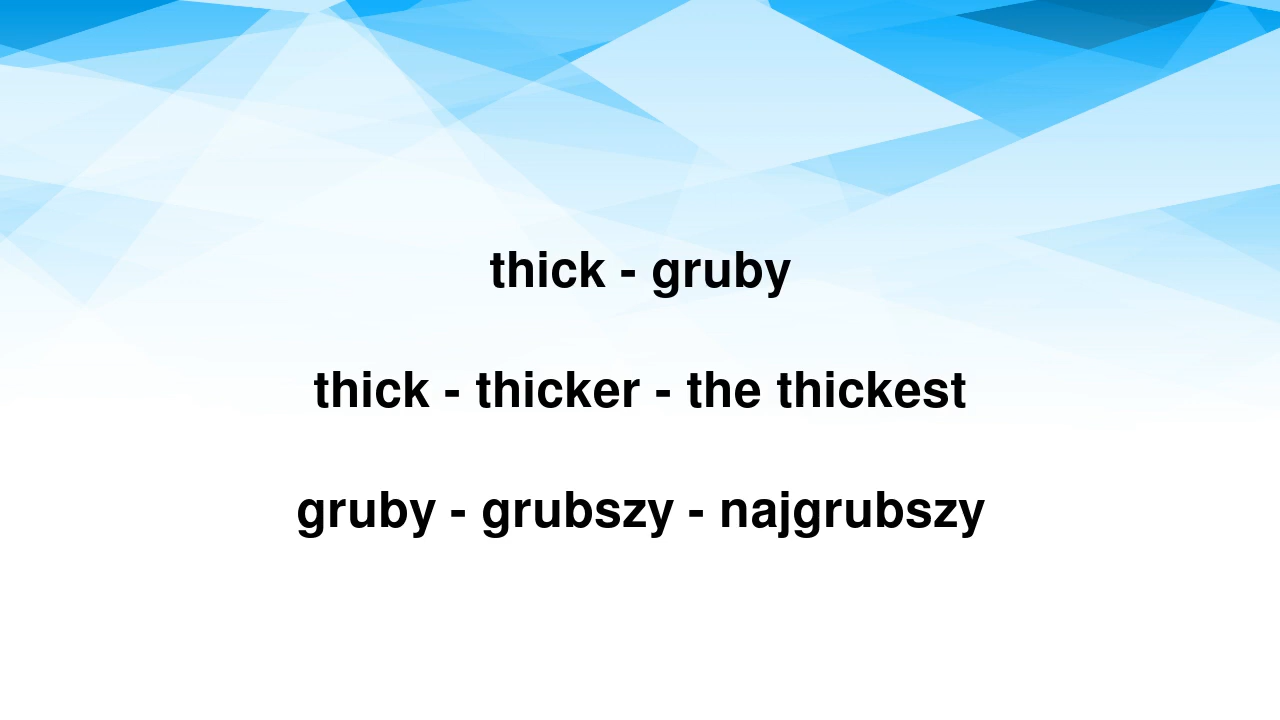 thick - gruby
thick - thicker - the thickest
gruby - grubszy - najgrubszy